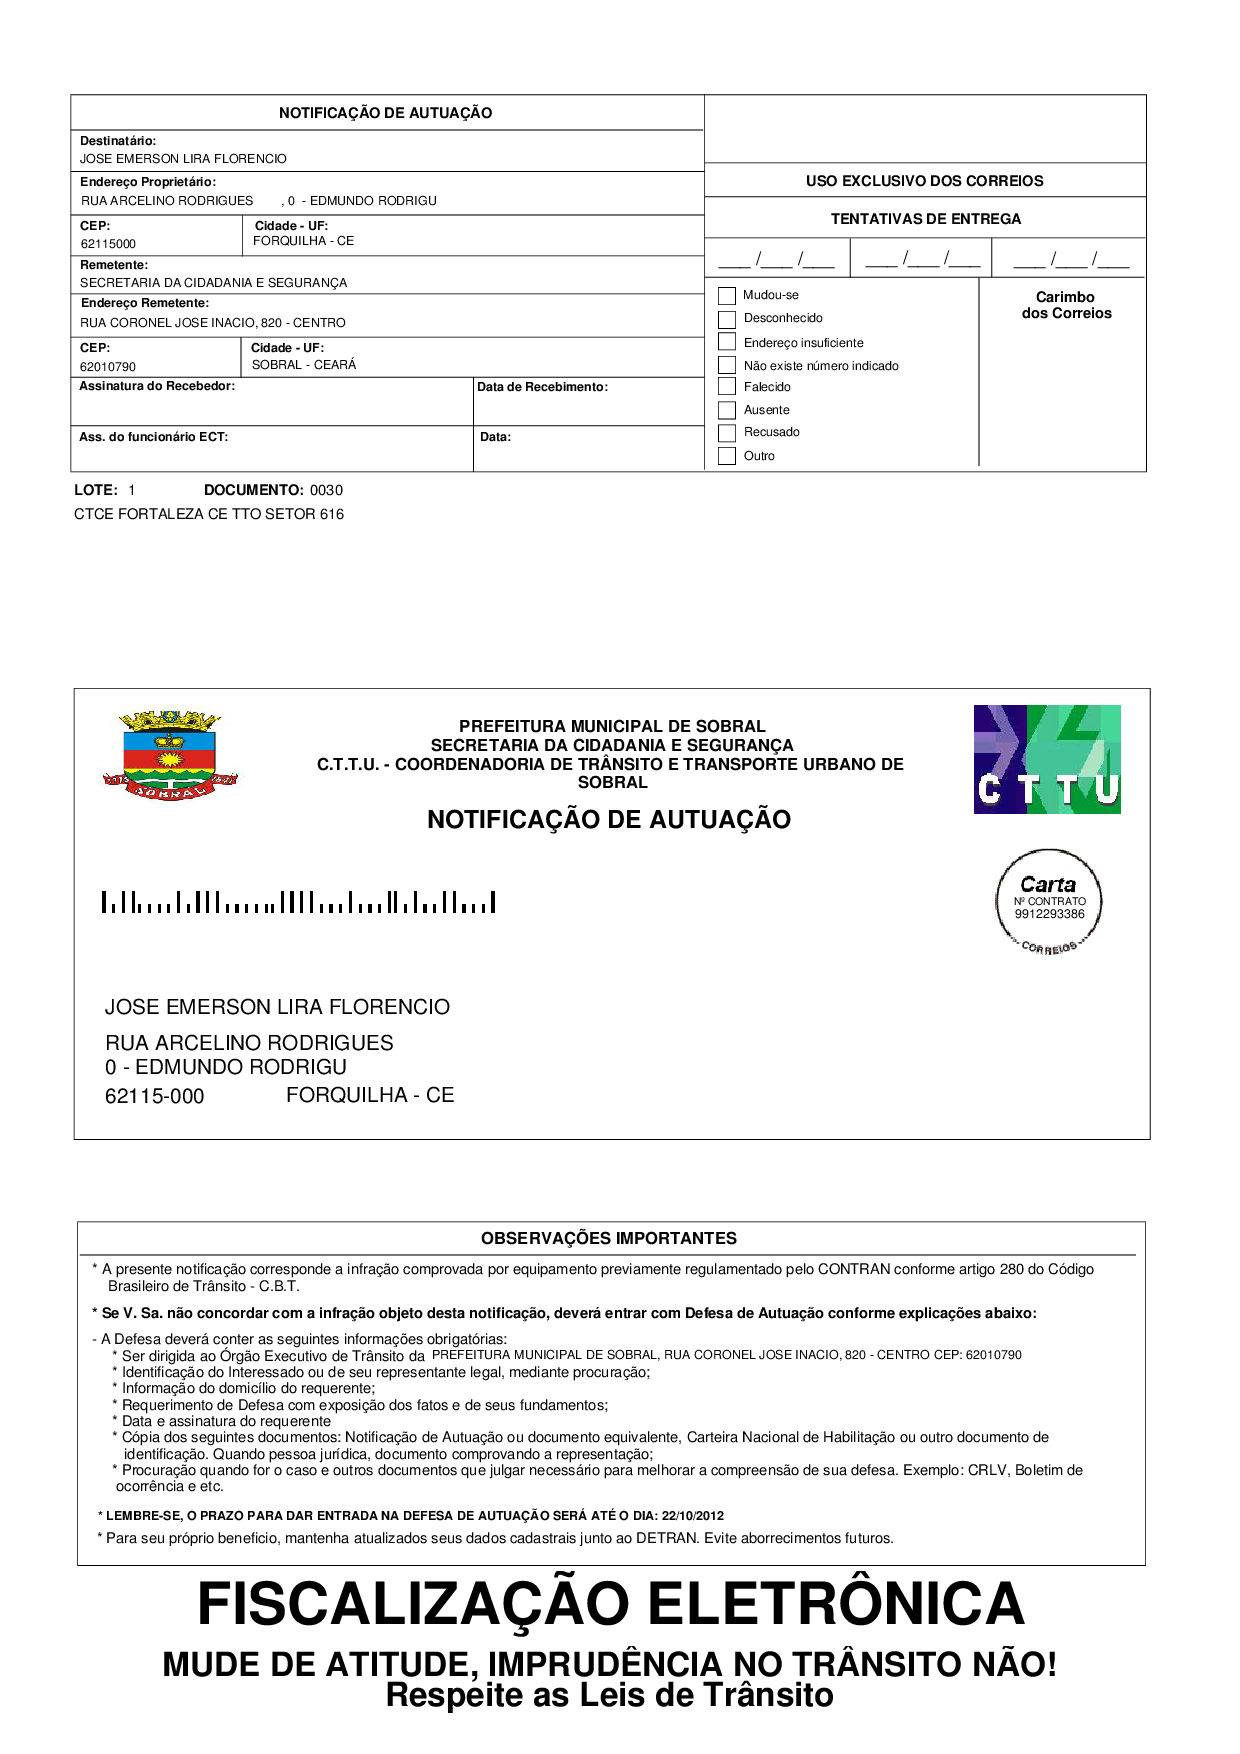 NOTIFICAÇÃO DE AUTUAÇÃO
Destinatário:
JOSE EMERSON LIRA FLORENCIO
Endereço Proprietário:
RUA ARCELINO RODRIGUES , 0 - EDMUNDO RODRIGU
CEP: Cidade - UF:
62115000 FORQUILHA - CE
Remetente:
SECRETARIA DA CIDADANIA E SEGURANÇA
Endereço Remetente:
RUA CORONEL JOSE INACIO, 820 - CENTRO
CEP: Cidade - UF:
62010790 SOBRAL - CEARÁ
Assinatura do Recebedor: Data de Recebimento:
Ass. do funcionário ECT: Data:
USO EXCLUSIVO DOS CORREIOS
TENTATIVAS DE ENTREGA
___ /___ /___ ___ /___ /___ ___ /___ /___
Mudou-se
Desconhecido
Endereço insuficiente
Não existe número indicado
Falecido
Ausente
Recusado
Outro
Carimbo
dos Correios
LOTE: 1 DOCUMENTO: 0030
CTCE FORTALEZA CE TTO SETOR 616
SOBRAL
PREFEITURA MUNICIPAL DE SOBRAL
SECRETARIA DA CIDADANIA E SEGURANÇA
C.T.T.U. - COORDENADORIA DE TRÂNSITO E TRANSPORTE URBANO DE
SOBRAL
NOTIFICAÇÃO DE AUTUAÇÃO
CTTU
Carta
Nº CONTRATO
9912293386
CORREIOS
JOSE EMERSON LIRA FLORENCIO
RUA ARCELINO RODRIGUES
0 - EDMUNDO RODRIGU
62115-000 FORQUILHA - CE
OBSERVAÇÕES IMPORTANTES
* A presente notificação corresponde a infração comprovada por equipamento previamente regulamentado pelo CONTRAN conforme artigo 280 do Código
Brasileiro de Trânsito - C.B.T.
* Se V. Sa. não concordar com a infração objeto desta notificação, deverá entrar com Defesa de Autuação conforme explicações abaixo:
- A Defesa deverá conter as seguintes informações obrigatórias:
* Ser dirigida ao Órgão Executivo de Trânsito da PREFEITURA MUNICIPAL DE SOBRAL, RUA CORONEL JOSE INACIO, 820 - CENTRO CEP: 62010790
* Identificação do Interessado ou de seu representante legal, mediante procuração;
* Informação do domicílio do requerente;
* Requerimento de Defesa com exposição dos fatos e de seus fundamentos;
* Data e assinatura do requerente
* Cópia dos seguintes documentos: Notificação de Autuação ou documento equivalente, Carteira Nacional de Habilitação ou outro documento de
identificação. Quando pessoa jurídica, documento comprovando a representação;
* Procuração quando for o caso e outros documentos que julgar necessário para melhorar a compreensão de sua defesa. Exemplo: CRLV, Boletim de
ocorrência e etc.
* LEMBRE-SE, O PRAZO PARA DAR ENTRADA NA DEFESA DE AUTUAÇÃO SERÁ ATÉ O DIA: 22/10/2012
* Para seu próprio beneficio, mantenha atualizados seus dados cadastrais junto ao DETRAN. Evite aborrecimentos futuros.
FISCALIZAÇÃO ELETRÔNICA
MUDE DE ATITUDE, IMPRUDÊNCIA NO TRÂNSITO NÃO!
Respeite as Leis de Trânsito